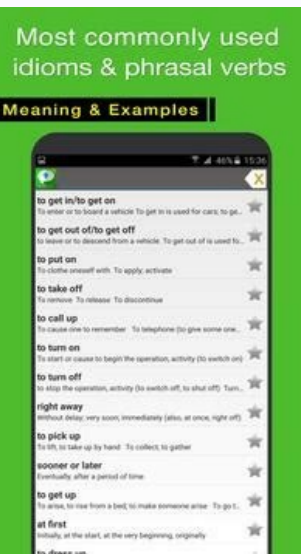 Most commonly used
idioms & phrasal verbs
Meaning & Examples
46% 15:36
X
to get in/to get on
To enter or to board a vehicle To get in is used for cars; to ge..
to get out of/to get off
to leave or to descend from a vehicle. To get out of is used fo..
to put on
To clothe oneself with To apply, activate
to take off
To remove To release To discontinue
to call up
To cause one to remember To telephone (to give some one..
to turn on
To start or cause to begin the operation, activity (to switch on)
to turn off
to stop the operation, activity (to switch off, to shut off) Turn..
right away
Without delay; very soon; immediately (also, at once, right off)
to pick up
To lift; to take up by hand To collect; to gather
sooner or later
Eventually; after a period of time
to get up
To arise, to rise from a bed; to make someone arise To go t..
at first
Initially, at the start, at the very beginning, originally
to dress up